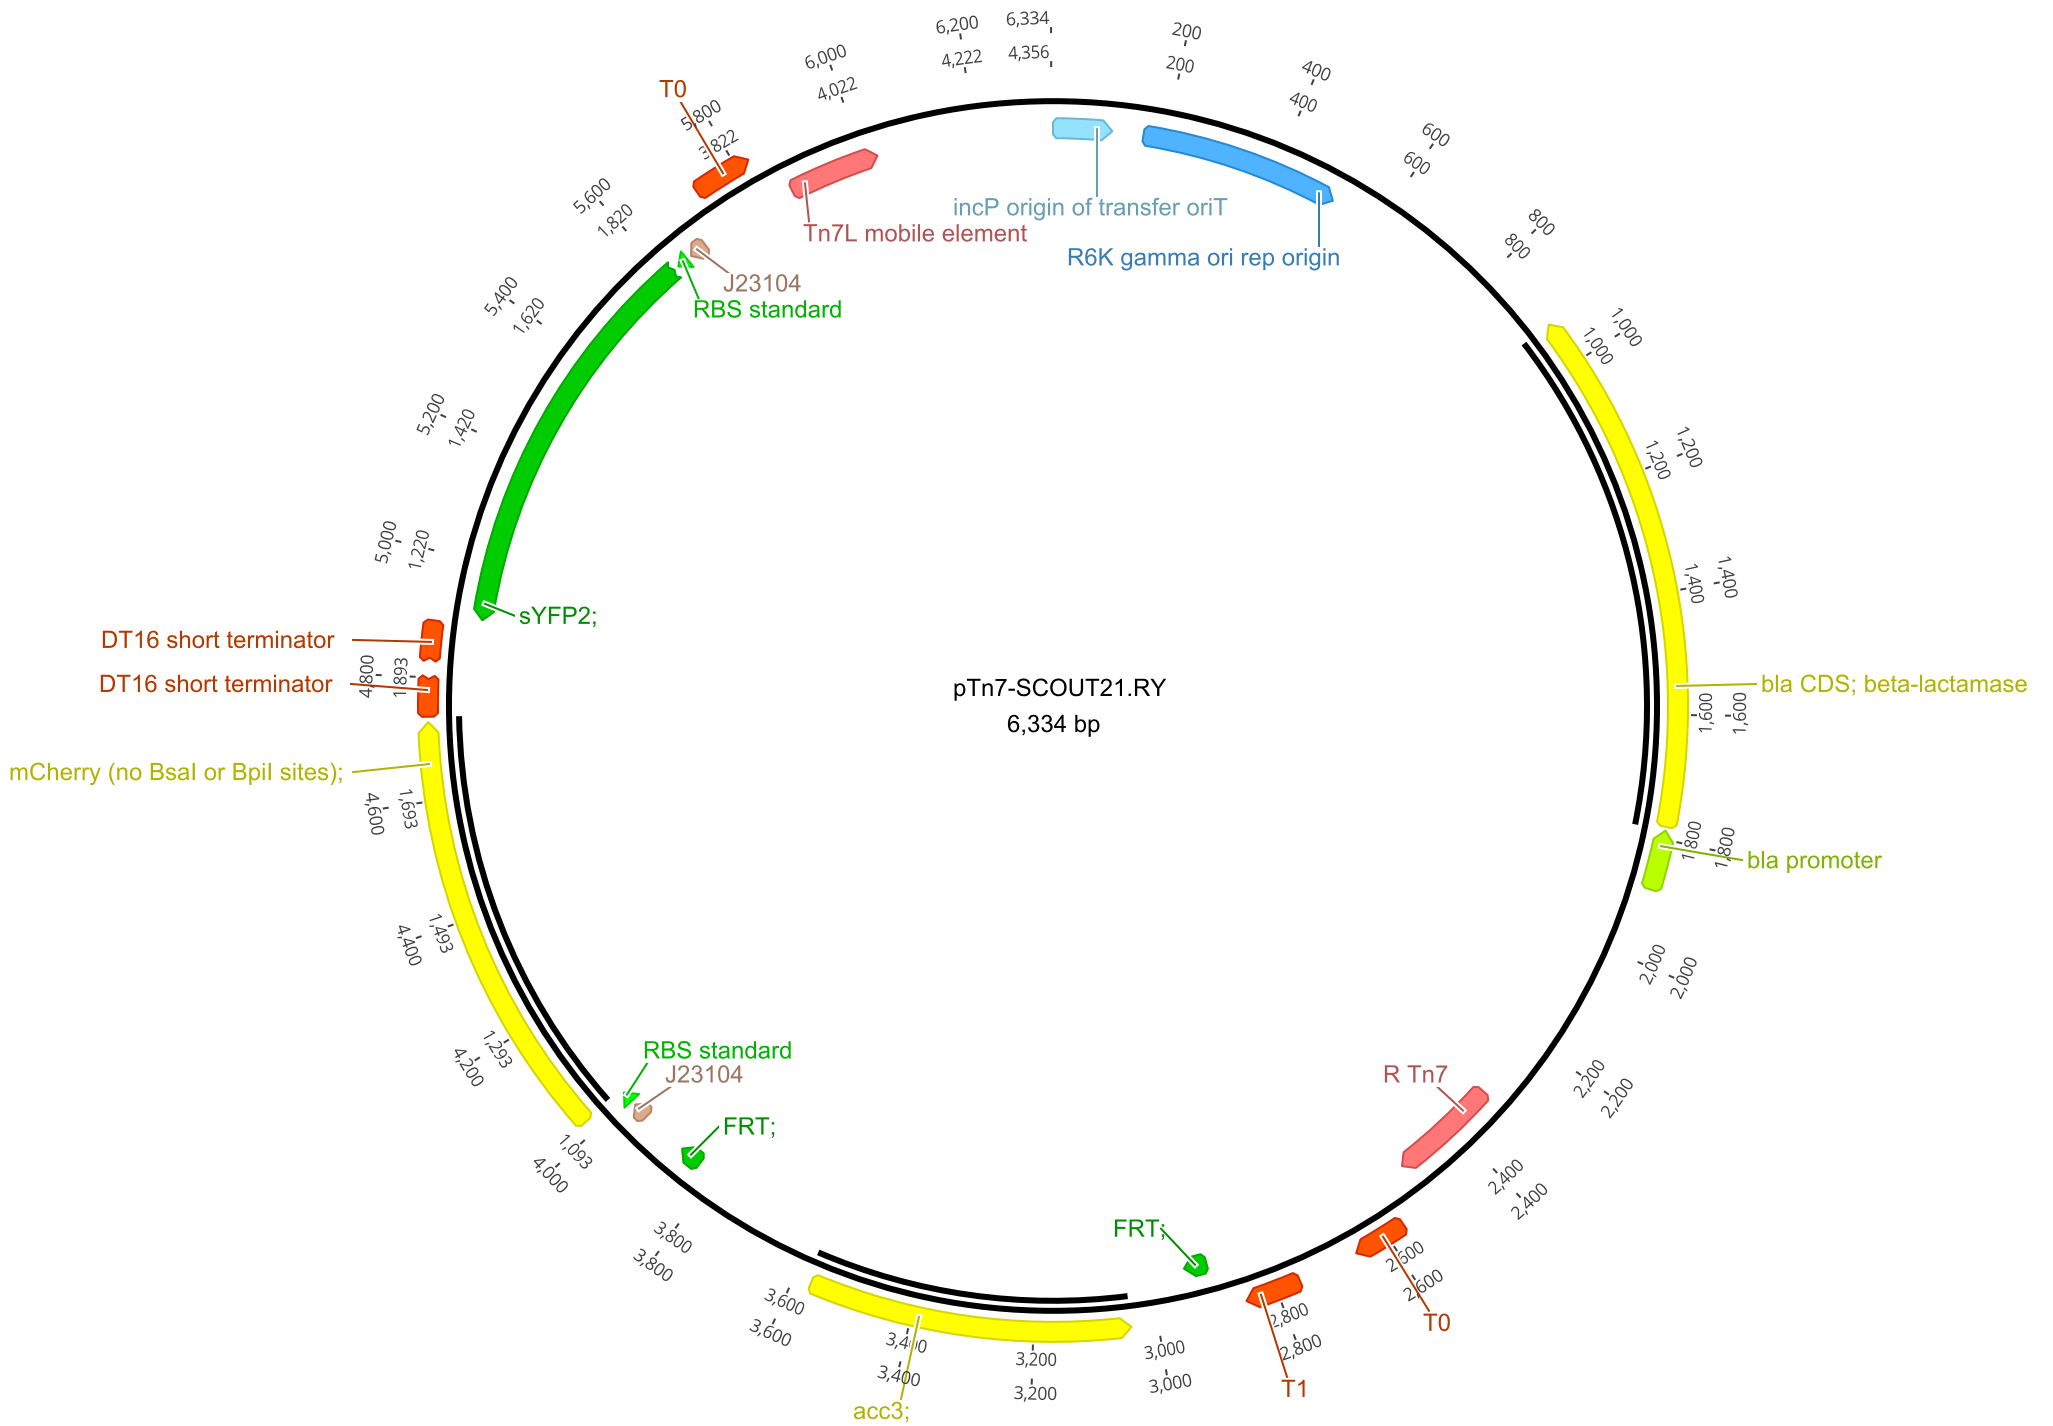 6,334
4,356
200
200
400
400
600
600
800
800
1,000
1,000
1,200
1,200
1,400
1,400
1,600
1,600
1,800
1,800
2,000
2,000
2,200
2,200
2,400
2,400
2,600
2,600
2,800
2,800
3,000
3,000
3,200
3,200
3,400
3,400
3,600
3,600
3,800
3,800
1,093
4,000
1,293
4,200
1,493
4,400
1,693
4,600
1,893
4,800
1,220
5,000
1,420
5,200
1,620
5,400
1,820
5,600
3,822
5,800
4,022
6,000
4,222
6,200
T0
incP origin of transfer oriT
Tn7L mobile element
R6K gamma ori rep origin
J23104
RBS standard
sYFP2;
DT16 short terminator
DT16 short terminator
mCherry (no BsaI or BpiI sites);
pTn7-SCOUT21.RY
6,334 bp
bla CDS; beta-lactamase
bla promoter
RBS standard
J23104
R Tn7
FRT;
FRT;
T0
T1
acc3;